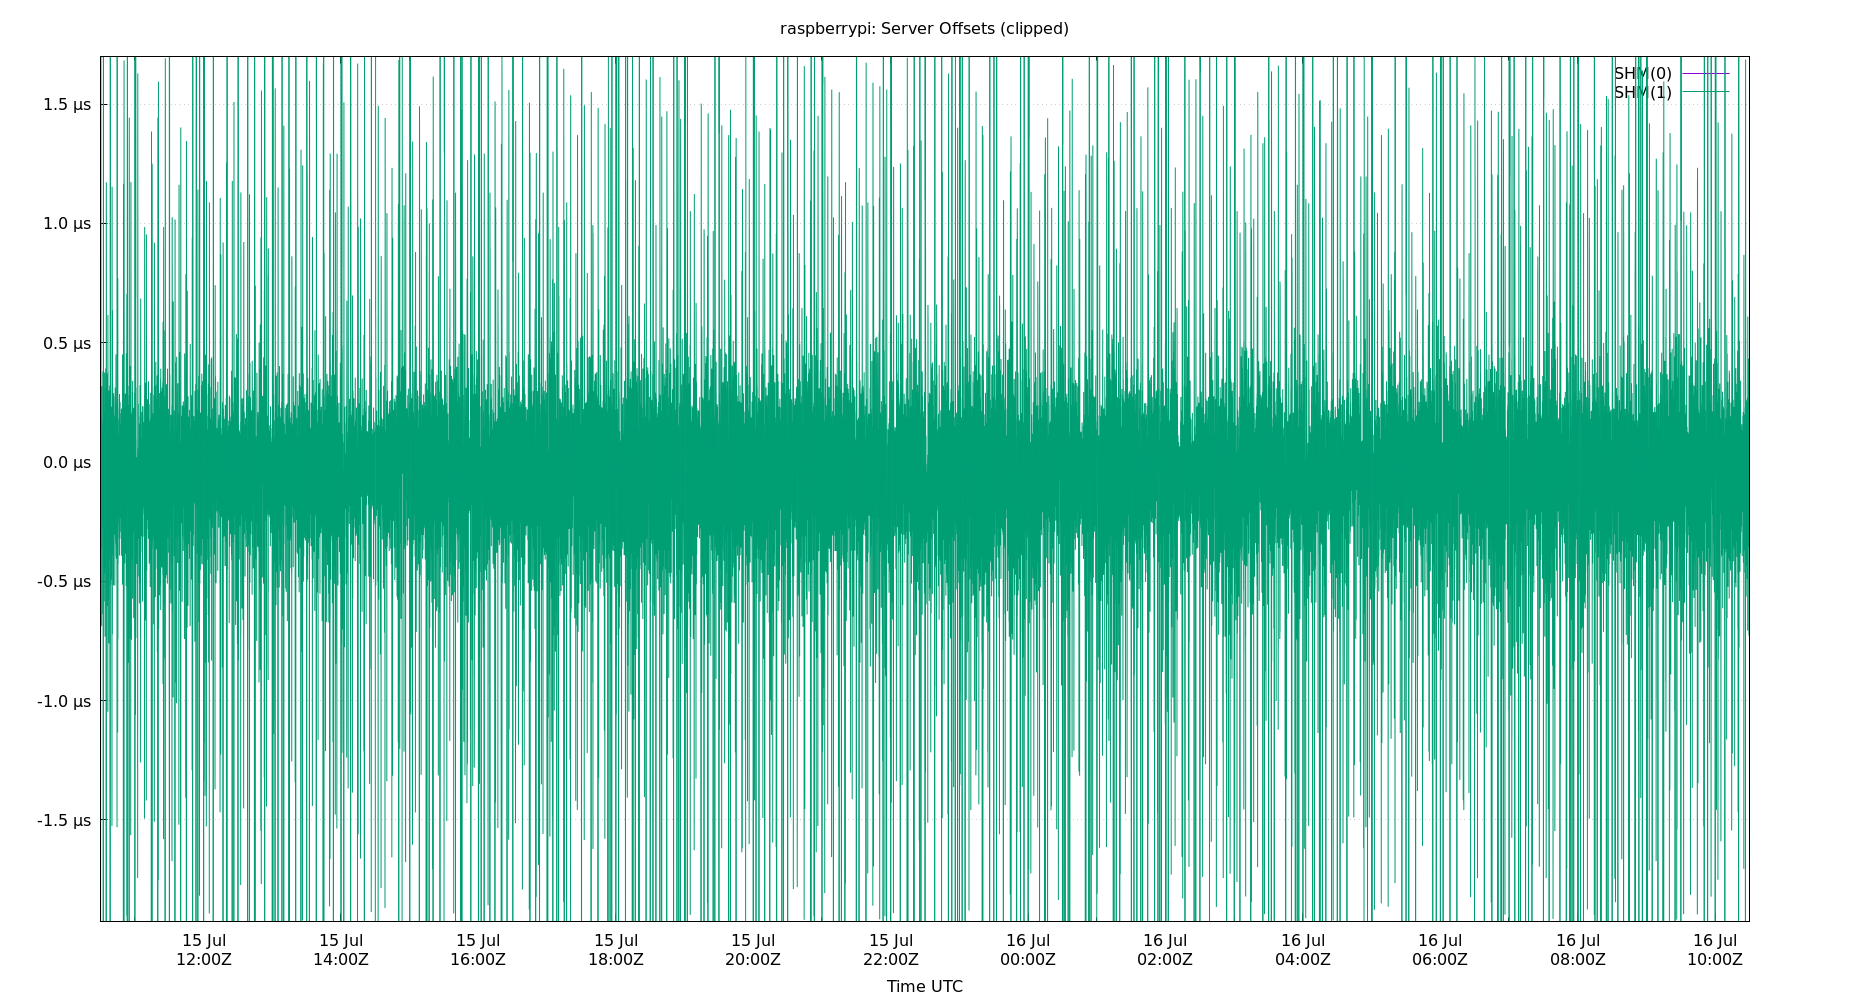 raspberrypi: Server Offsets (clipped)
SHM(0)
SHM(1)
1.5 µs
1.0 µs
0.5 µs
0.0 µs
-0.5 µs
-1.0 µs
-1.5 µs
15 Jul 15 Jul 15 Jul 15 Jul 15 Jul 15 Jul 16 Jul 16 Jul 16 Jul 16 Jul 16 Jul 16 Jul
12:00Z 14:00Z 16:00Z 18:00Z 20:00Z 22:00Z 00:00Z 02:00Z 04:00Z 06:00Z 08:00Z 10:00Z
Time UTC